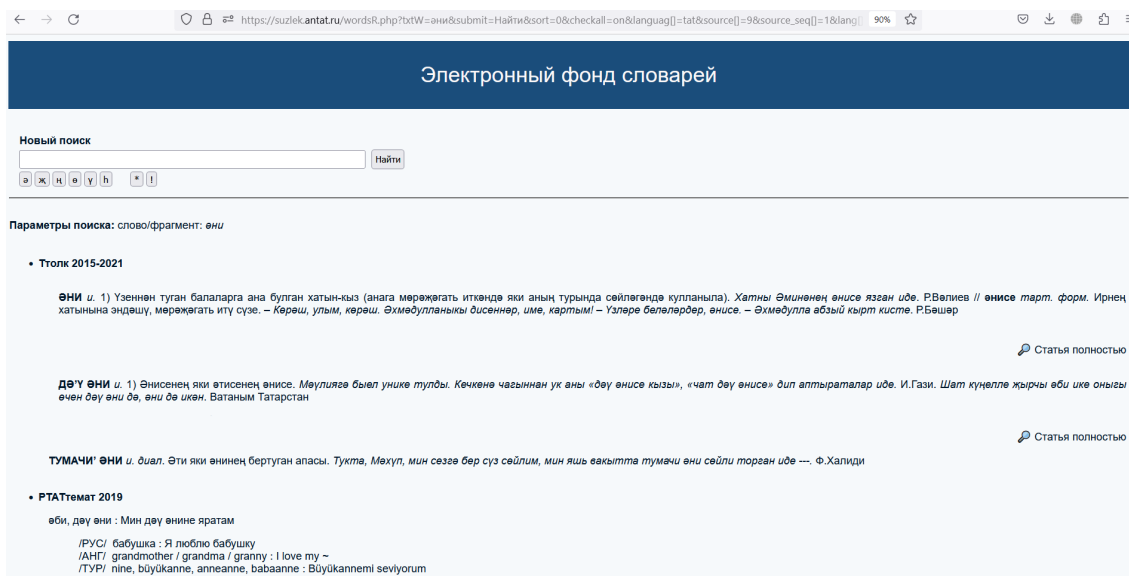 https://suzlek.antat.ru/wordsR.php?txtW=әни&submit=Найти&sort=0&checkall=on&languag[]=tat&source[]=9&source_seq[]=1&lang[ 90%
Электронный фонд словарей
Новый поиск
Найти
ә җ ң ө ү һ * !
Параметры поиска: слово/фрагмент: әни
• Ттолк 2015-2021
ӘНИ и. 1) Үзеннән туган балаларга ана булган хатын-кыз (анага мөрәҗәгать иткәндә яки аның турында сөйләгәндә кулланыла). Хатны Әминәнең әнисе язган иде. Р.Вәлиев // әнисе тарт. форм. Ирнең
хатынына эндәшү, мөрәҗәгать итү сүзе. – Көрәш, улым, көрәш. Әхмәдулланыкы дисеннәр, име, картым! – Үзләре беләләрдер, әнисе. – Әхмәдулла абзый кырт кисте. Р.Бәшәр
Статья полностью
ДӘ’Ү ӘНИ и. 1) Әнисенең яки әтисенең әнисе. Мәүлиягә быел унике тулды. Кечкенә чагыннан ук аны «дәү әнисе кызы», «чат дәү әнисе» дип аптыраталар иде. И.Гази. Шат күңелле җырчы әби ике оныгы
өчен дәү әни дә, әни дә икән. Ватаным Татарстан
Статья полностью
ТУМАЧИ’ ӘНИ и. диал. Әти яки әнинең бертуган апасы. Тукта, Мәхүп, мин сезгә бер сүз сөйлим, мин яшь вакытта тумачи әни сөйли торган иде ---. Ф.Халиди
• РТАТтемат 2019
әби, дәү әни : Мин дәү әнине яратам
/РУС/ бабушка : Я люблю бабушку
/АНГ/ grandmother / grandma / granny : I love my ~
/ТУР/ nine, büyükanne, anneanne, babaanne : Büyükannemi seviyorum